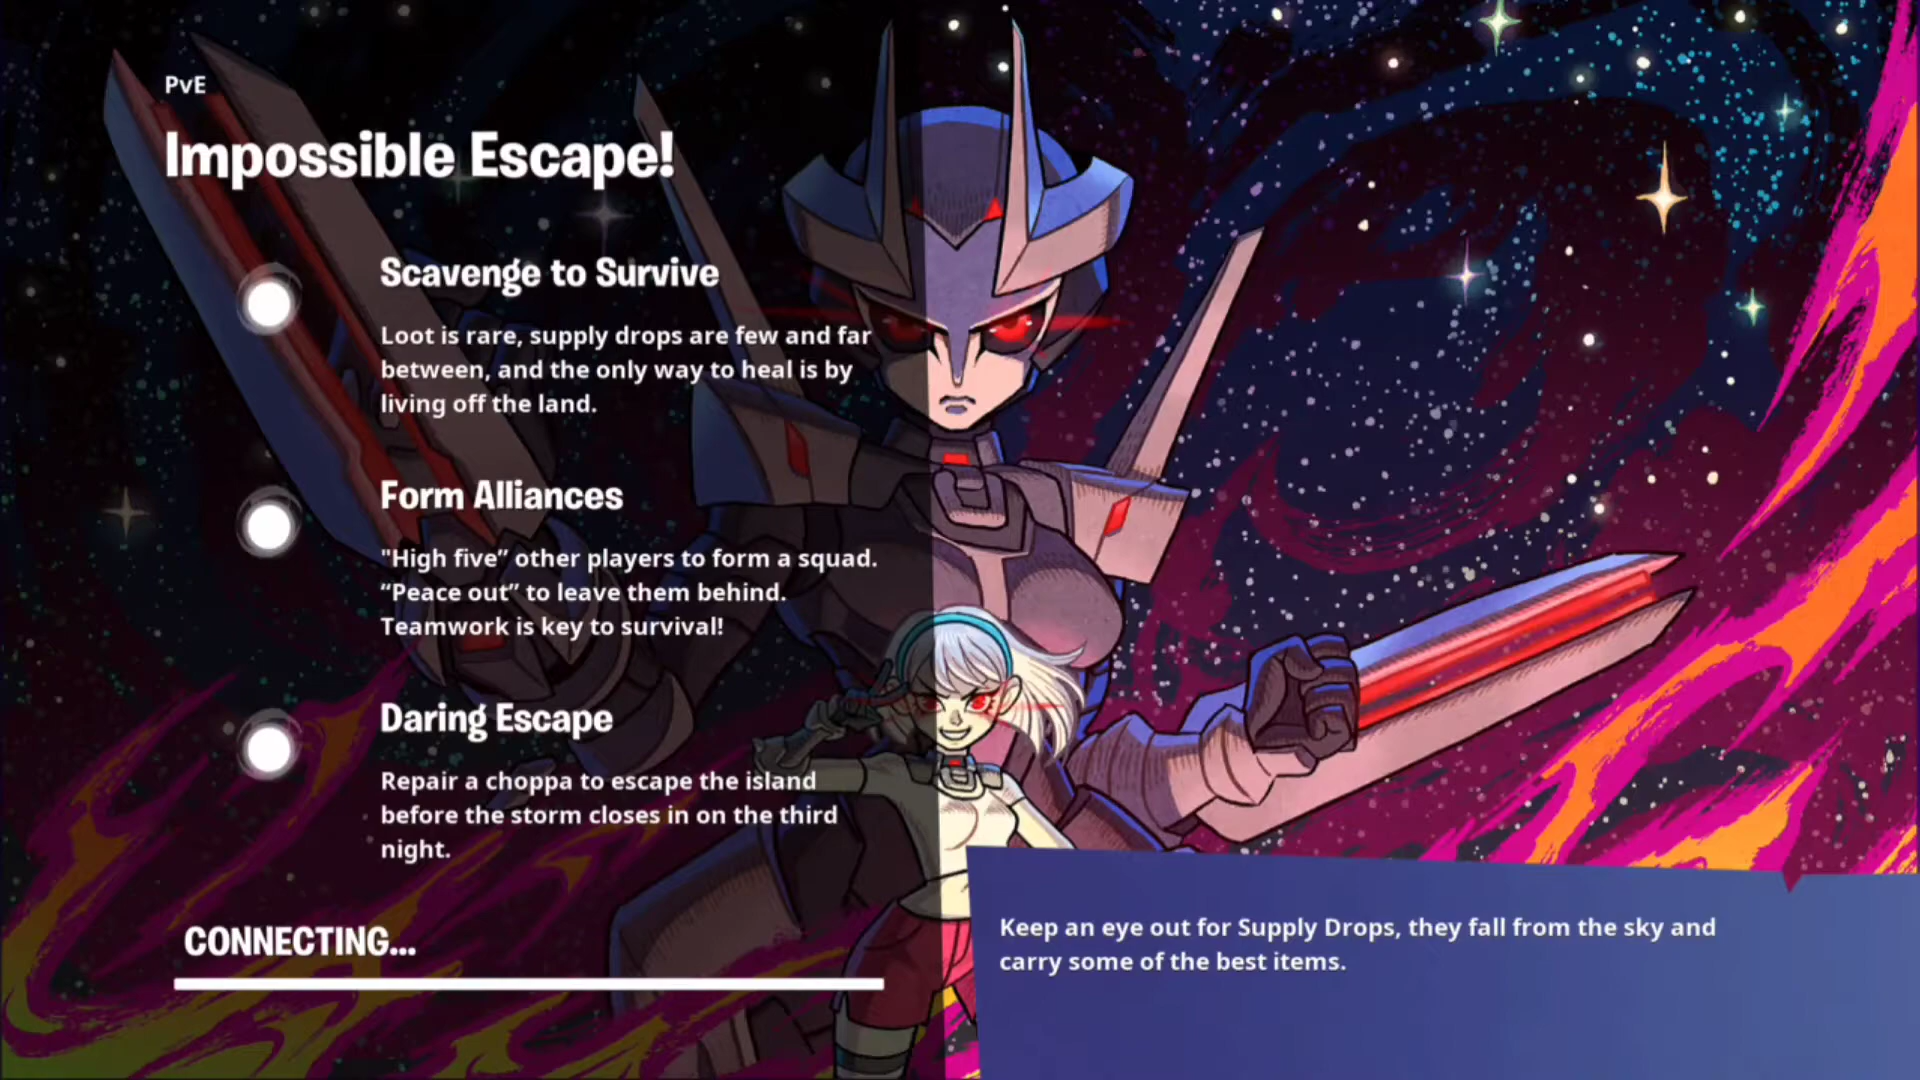 PvE
Impossible Escape!
Scavenge to Survive
Loot is rare, supply drops are few and far
between, and the only way to heal is by
living off the land.
Form Alliances
"High five” other players to form a squad.
“Peace out” to leave them behind.
Teamwork is key to survival!
Daring Escape
Repair a choppa to escape the island
before the storm closes in on the third
night.
CONNECTING...
Keep an eye out for Supply Drops, they fall from the sky and
carry some of the best items.